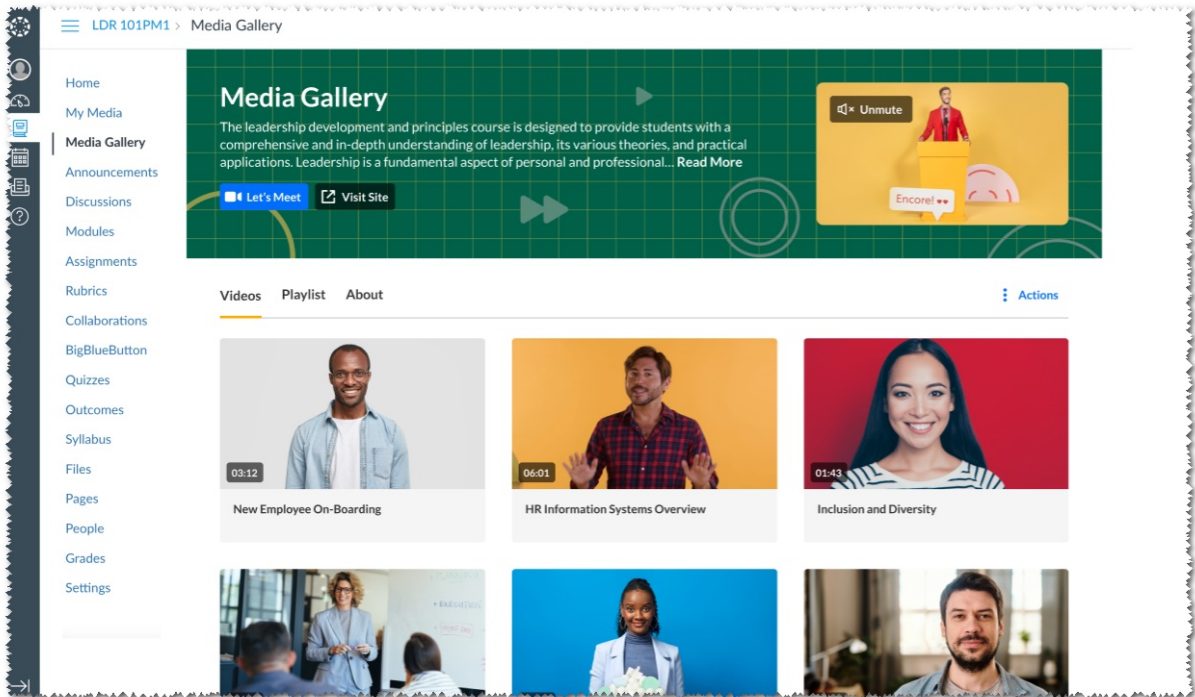 LDR 101PM1 > Media Gallery
Home
My Media
Media Gallery
Announcements
Discussions
Modules
Assignments
Rubrics
Collaborations
BigBlueButton
Quizzes
Outcomes
Syllabus
Files
Pages
People
Grades
Settings
Media Gallery
The leadership development and principles course is designed to provide students with a
comprehensive and in-depth understanding of leadership, its various theories, and practical
applications. Leadership is a fundamental aspect of personal and professional... Read More
Let's Meet
Visit Site
Unmute
Encore! ♥♥
Videos
Playlist
About
Actions
03:12
New Employee On-Boarding
06:01
HR Information Systems Overview
01:43
Inclusion and Diversity